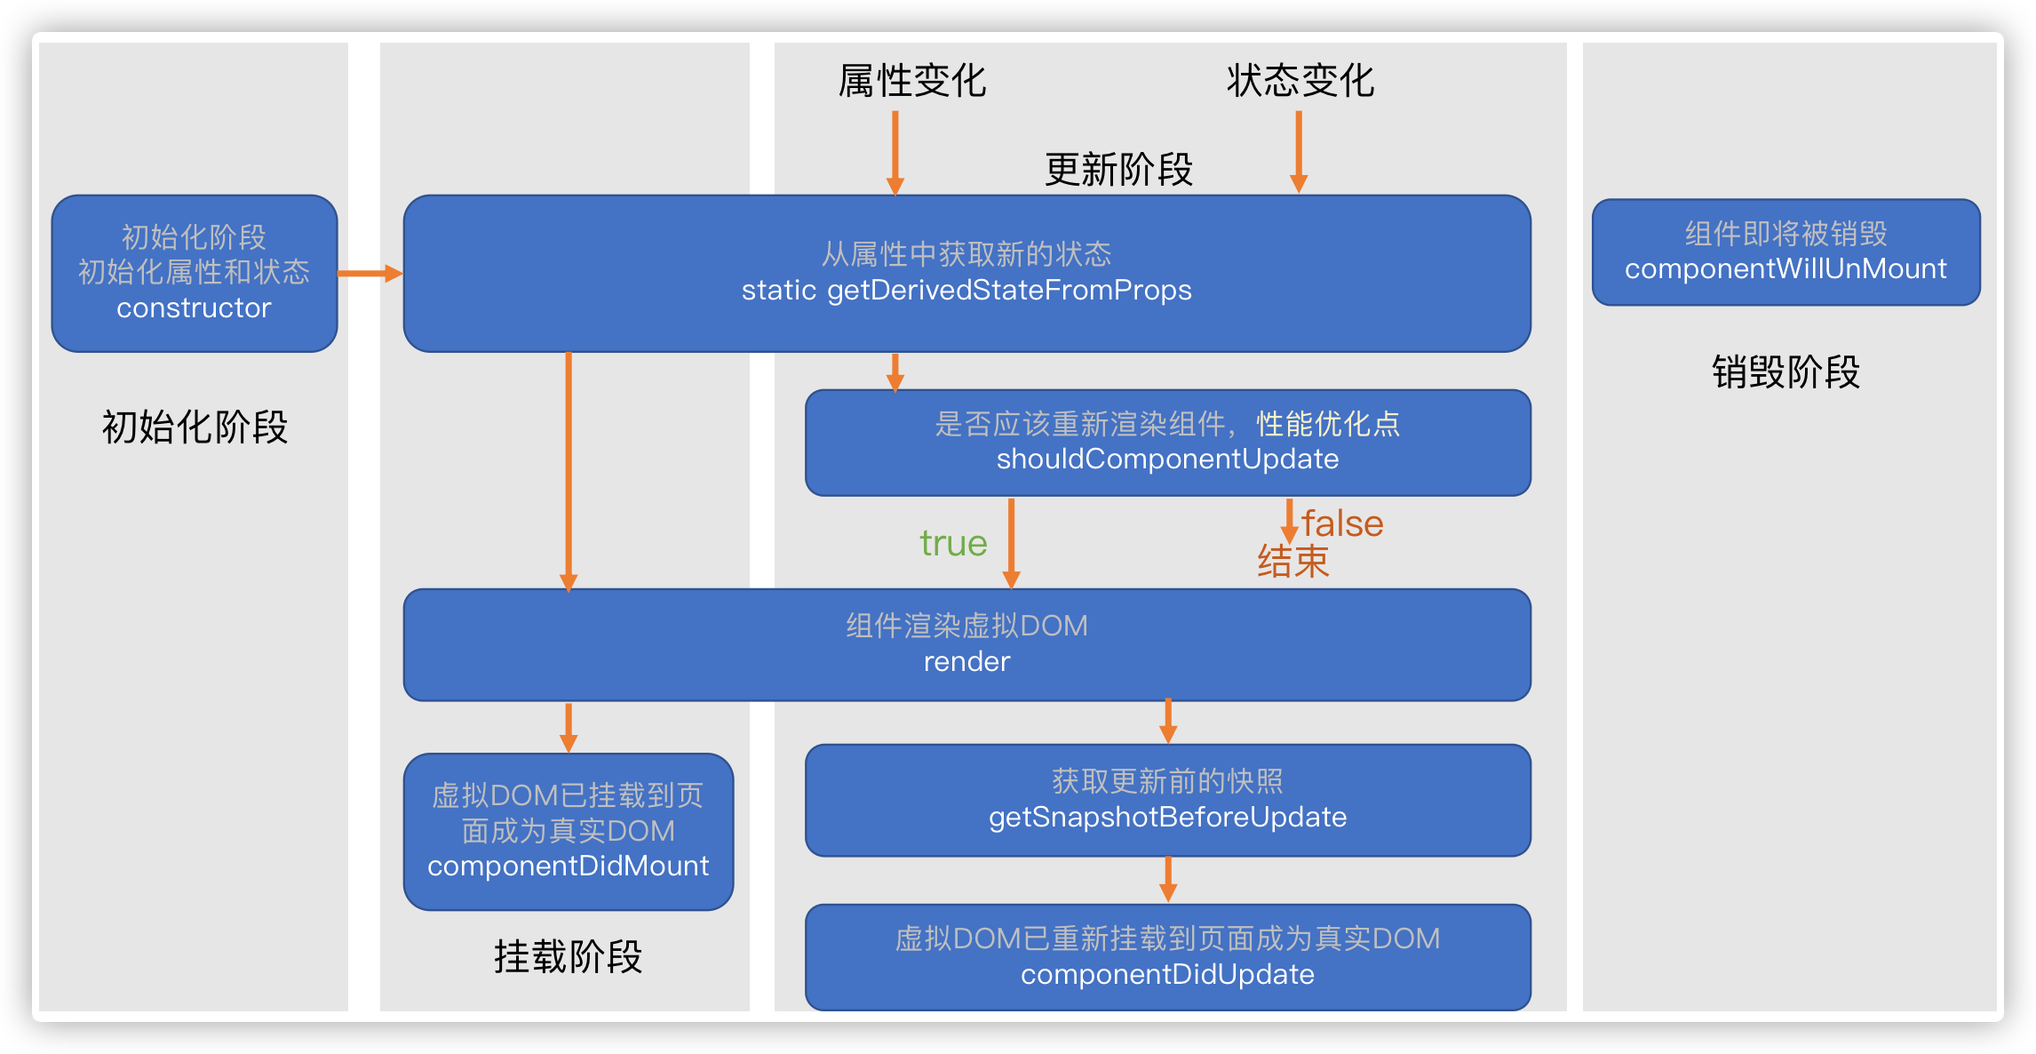 属性变化
状态变化
更新阶段
初始化阶段
初始化属性和状态
constructor
初始化阶段
从属性中获取新的状态
static getDerivedStateFromProps
组件即将被销毁
componentWillUnMount
销毁阶段
是否应该重新渲染组件，性能优化点
shouldComponentUpdate
true
false
结束
组件渲染虚拟DOM
render
虚拟DOM已挂载到页
面成为真实DOM
componentDidMount
挂载阶段
获取更新前的快照
getSnapshotBeforeUpdate
虚拟DOM已重新挂载到页面成为真实DOM
componentDidUpdate